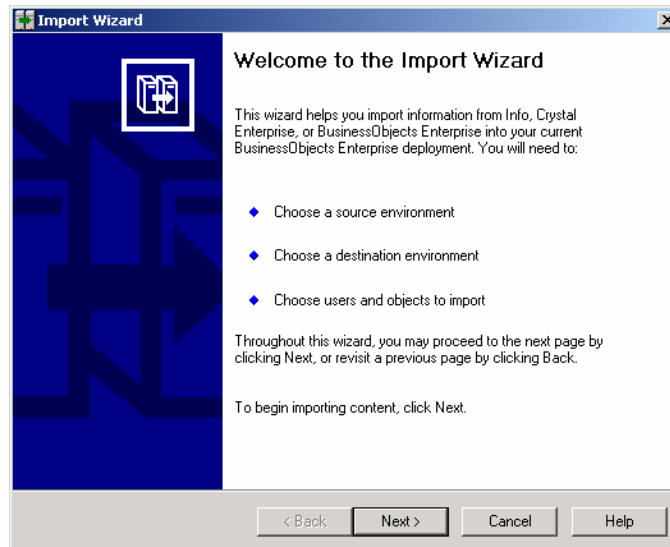 Import Wizard
Welcome to the Import Wizard
This wizard helps you import information from Info, Crystal
Enterprise, or BusinessObjects Enterprise into your current
BusinessObjects Enterprise deployment. You will need to:
Choose a source environment
Choose a destination environment
Choose users and objects to import
Throughout this wizard, you may proceed to the next page by
clicking Next, or revisit a previous page by clicking Back.
To begin importing content, click Next.
< Back Next > Cancel Help